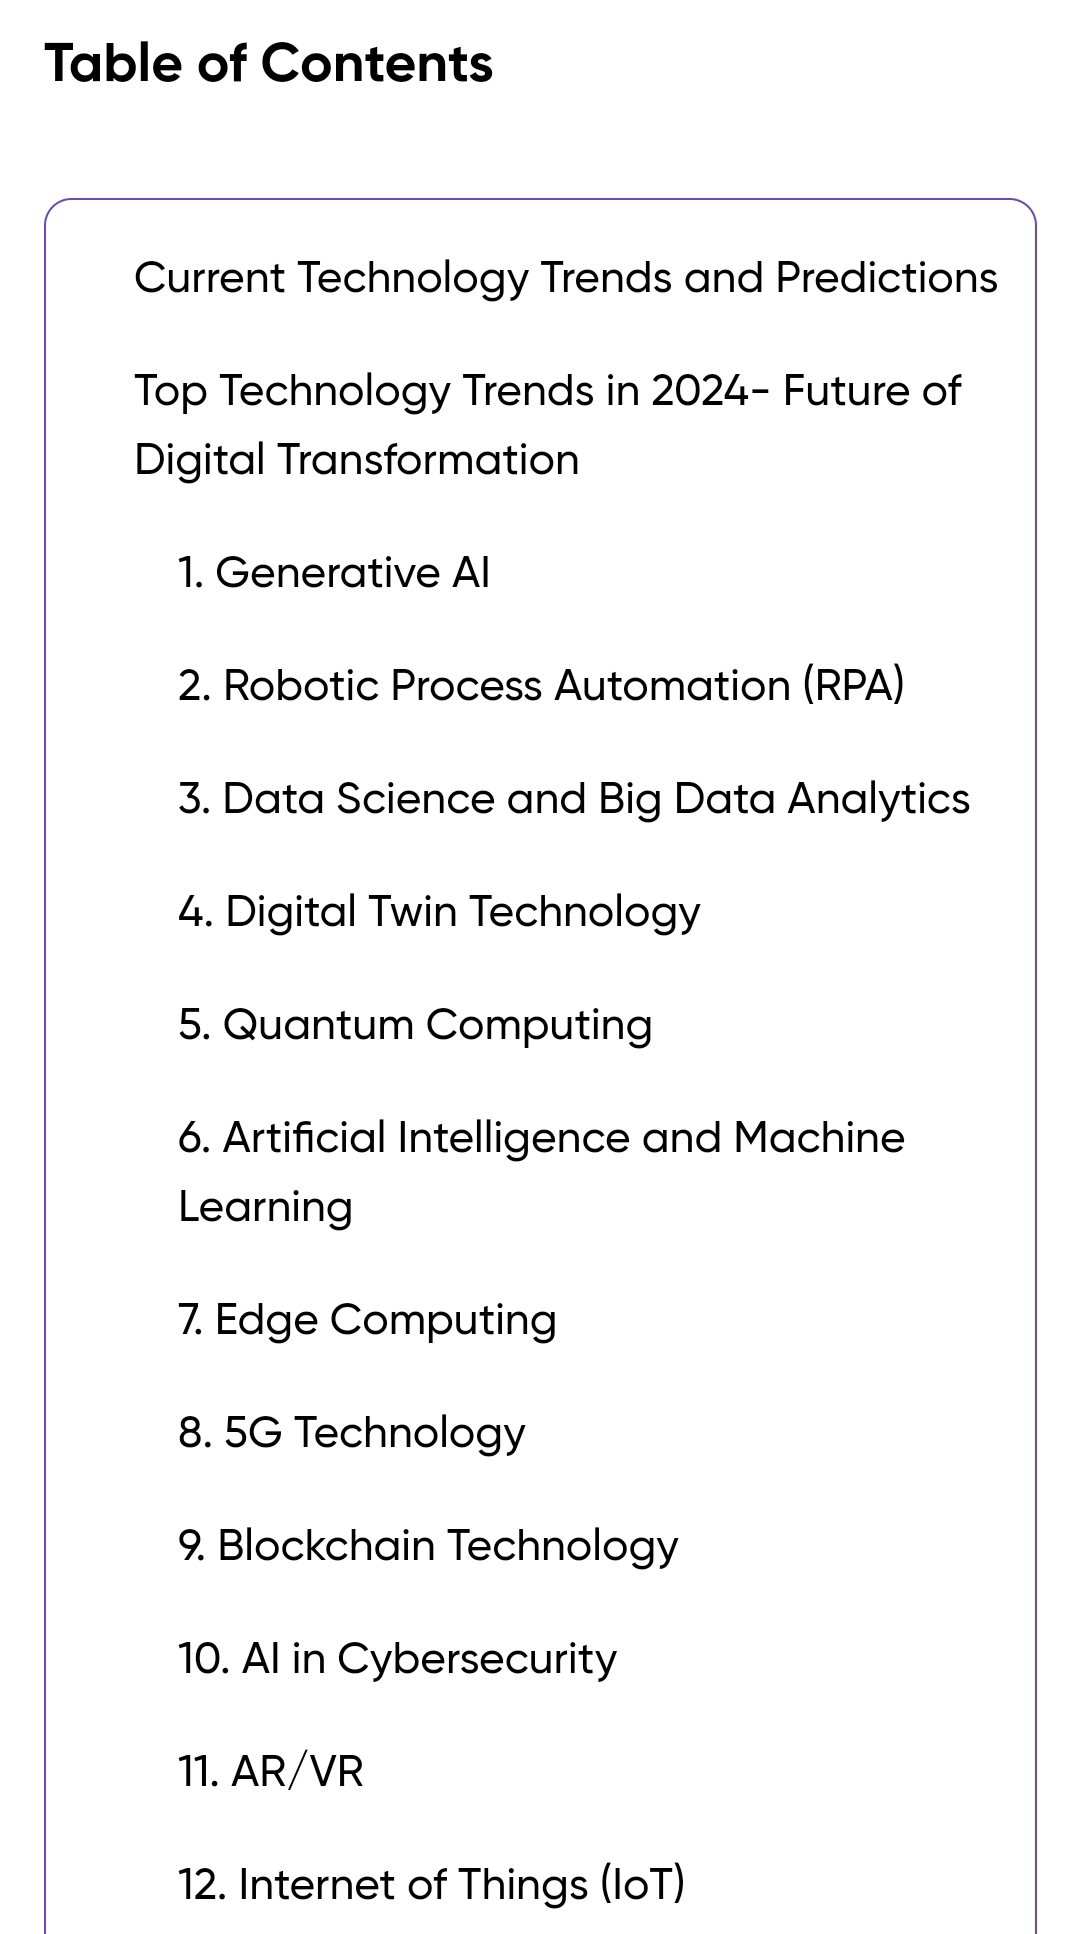 Table of Contents
Current Technology Trends and Predictions
Top Technology Trends in 2024- Future of
Digital Transformation
1. Generative AI
2. Robotic Process Automation (RPA)
3. Data Science and Big Data Analytics
4. Digital Twin Technology
5. Quantum Computing
6. Artificial Intelligence and Machine
Learning
7. Edge Computing
8. 5G Technology
9. Blockchain Technology
10. AI in Cybersecurity
11. AR/VR
12. Internet of Things (IoT)